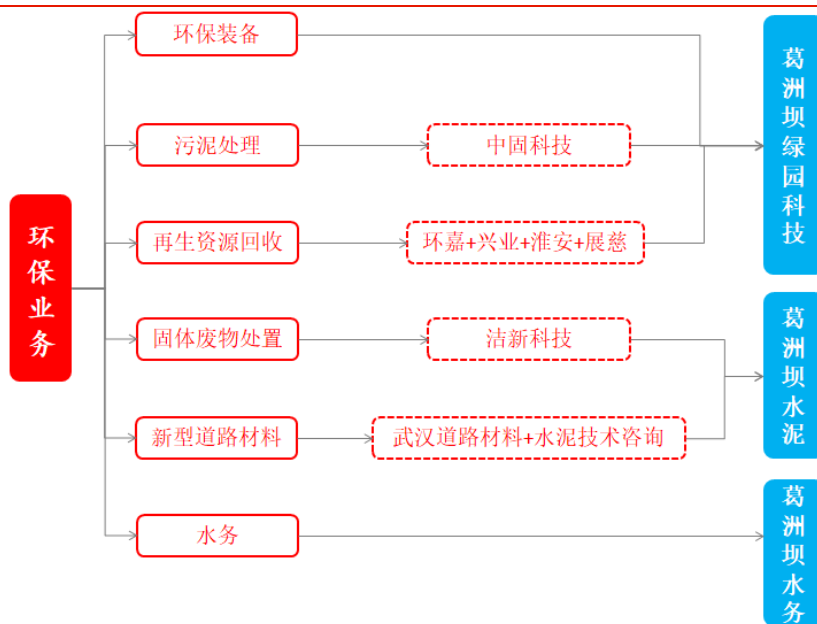 环保业务
环保装备
污泥处理
中固科技
再生资源回收
环嘉+兴业+淮安+展慈
固体废物处置
洁新科技
新型道路材料
武汉道路材料+水泥技术咨询
水务
葛洲坝绿园科技
葛洲坝水泥
葛洲坝水务